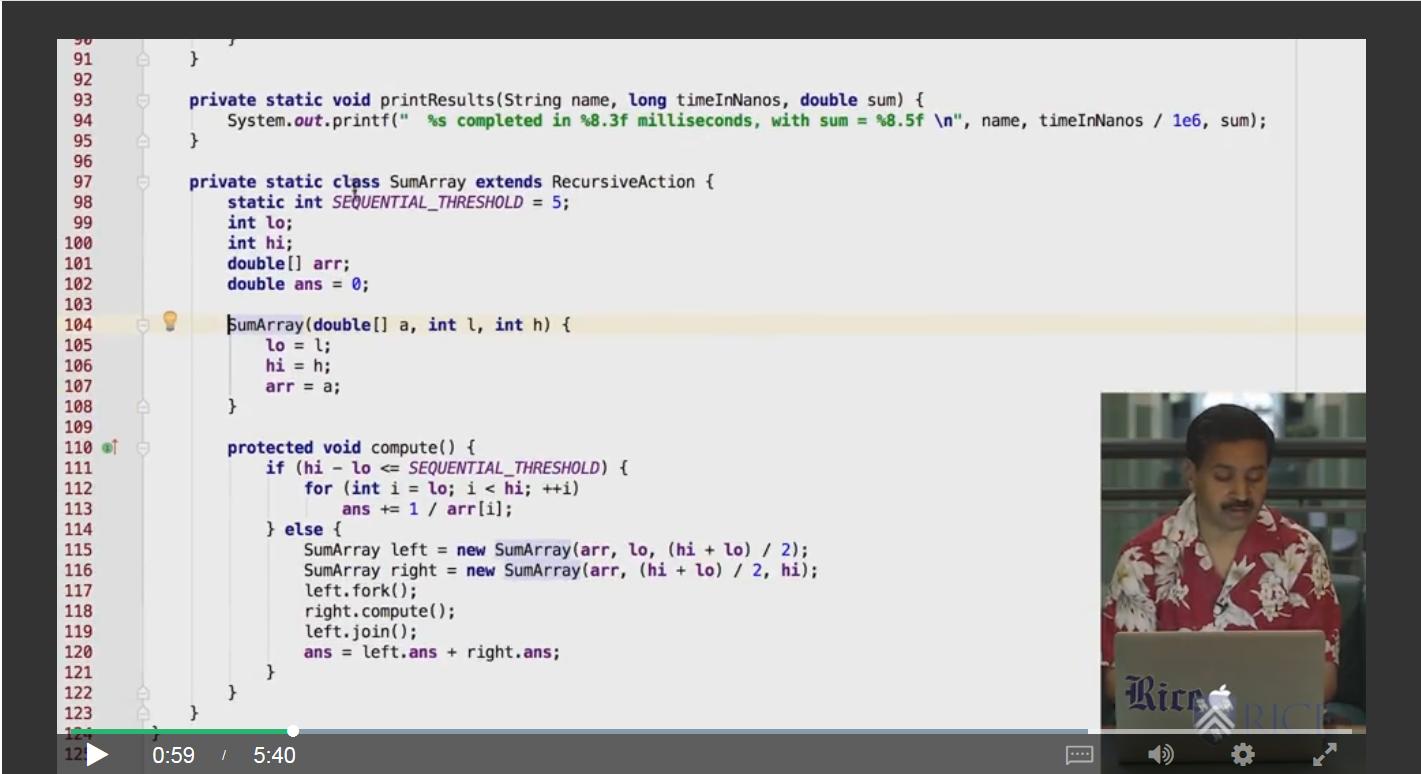 90 }
91 }
92
93 private static void printResults(String name, long timeInNanos, double sum) {
94 System.out.printf("  %s completed in %8.3f milliseconds, with sum = %8.5f \n", name, timeInNanos / 1e6, sum);
95 }
96
97 private static class SumArray extends RecursiveAction {
98 static int SEQUENTIAL_THRESHOLD = 5;
99 int lo;
100 int hi;
101 double[] arr;
102 double ans = 0;
103
104 SumArray(double[] a, int l, int h) {
105 lo = l;
106 hi = h;
107 arr = a;
108 }
109
110 protected void compute() {
111 if (hi - lo <= SEQUENTIAL_THRESHOLD) {
112 for (int i = lo; i < hi; ++i)
113 ans += 1 / arr[i];
114 } else {
115 SumArray left = new SumArray(arr, lo, (hi + lo) / 2);
116 SumArray right = new SumArray(arr, (hi + lo) / 2, hi);
117 left.fork();
118 right.compute();
119 left.join();
120 ans = left.ans + right.ans;
121 }
122 }
123 }
124 }
Rice
RICE
0:59 / 5:40